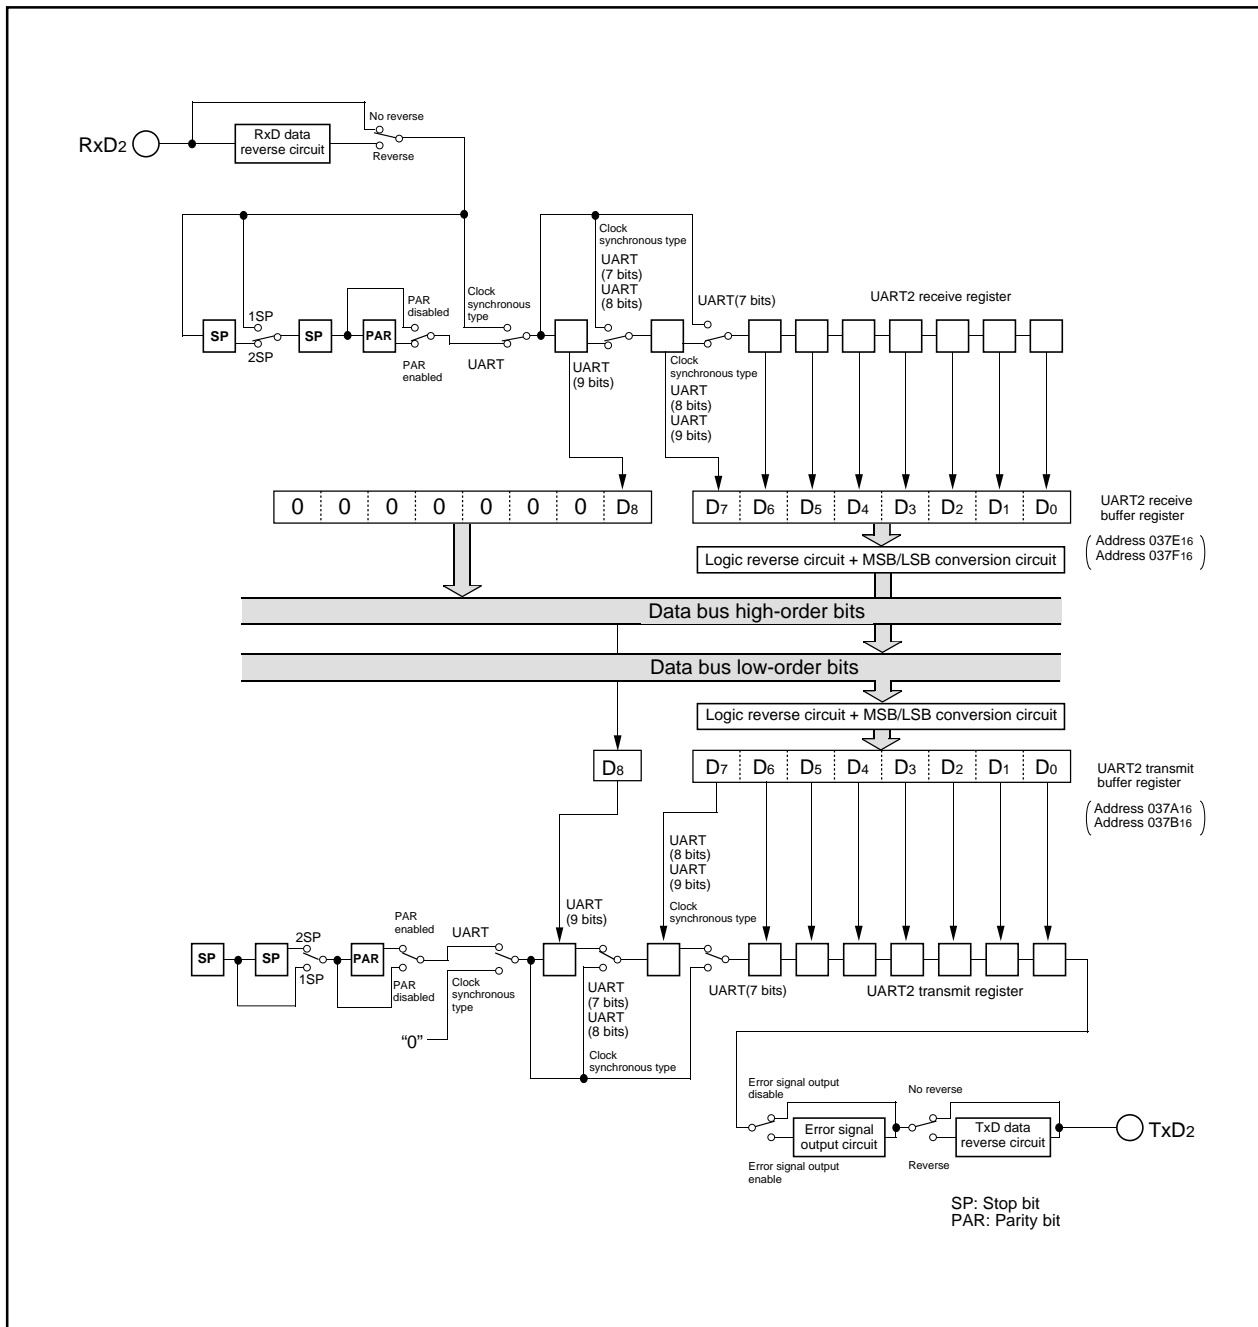 No reverse
RxD2
RxD data
reverse circuit
Reverse
Clock
synchronous type
UART
(7 bits)
UART
(8 bits)
1SP
PAR
disabled
Clock
synchronous
type
UART(7 bits)
UART2 receive register
SP
SP
PAR
2SP
PAR
enabled
UART
UART
(9 bits)
Clock
synchronous type
UART
(8 bits)
UART
(9 bits)
0 0 0 0 0 0 0 D8
D7 D6 D5 D4 D3 D2 D1 D0
UART2 receive
buffer register
(Address 037E16
Address 037F16)
Logic reverse circuit + MSB/LSB conversion circuit
Data bus high-order bits
Data bus low-order bits
Logic reverse circuit + MSB/LSB conversion circuit
D8
D7 D6 D5 D4 D3 D2 D1 D0
UART2 transmit
buffer register
(Address 037A16
Address 037B16)
UART
(8 bits)
UART
(9 bits)
Clock
synchronous type
UART
(9 bits)
PAR
enabled
UART
2SP
SP
SP
PAR
1SP
PAR
disabled
Clock
synchronous
type
“0”
UART
(7 bits)
UART
(8 bits)
Clock
synchronous type
UART(7 bits)
UART2 transmit register
Error signal output
disable
No reverse
Error signal
output circuit
TxD data
reverse circuit
TxD2
Error signal output
enable
Reverse
SP: Stop bit
PAR: Parity bit